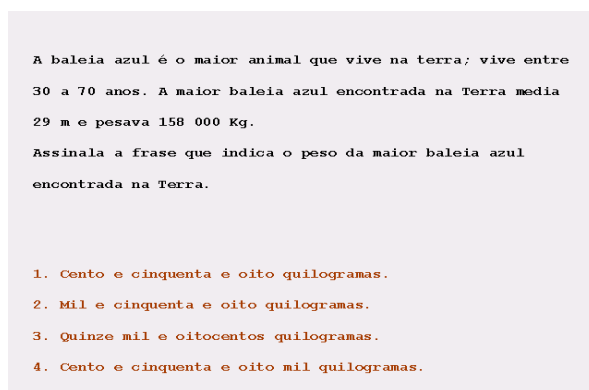 A baleia azul é o maior animal que vive na terra; vive entre
30 a 70 anos. A maior baleia azul encontrada na Terra media
29 m e pesava 158 000 Kg.
Assinala a frase que indica o peso da maior baleia azul
encontrada na Terra.
1. Cento e cinquenta e oito quilogramas.
2. Mil e cinquenta e oito quilogramas.
3. Quinze mil e oitocentos quilogramas.
4. Cento e cinquenta e oito mil quilogramas.